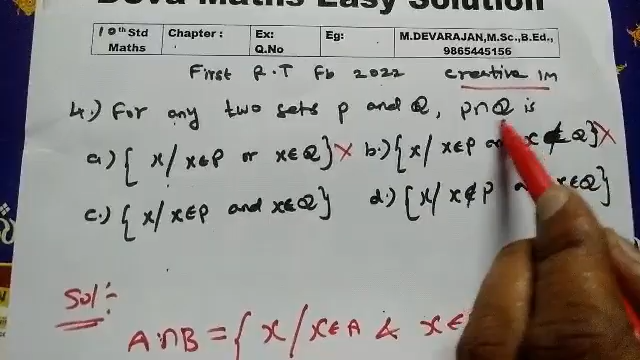 Deva Maths Easy Solution
10th Std Maths Chapter : Ex: Q.No Eg: M.DEVARAJAN,M.Sc.,B.Ed., 9865445156
First R.T Fb 2022 Creative 1M
4.) For any two sets P and Q, P∩Q is
a.) { x/ x∈P or x∈Q} × b.) { x/ x∈P x∉Q} ×
c.) { x/ x∈P and x∈Q} d.) { x/ x∉P x∈Q}
Sol:-
A∩B = { x/x∈A & x∈